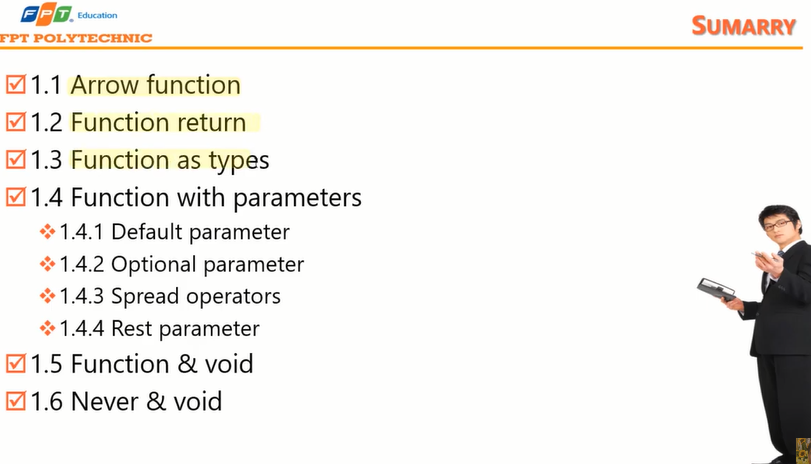 FPT Education
FPT POLYTECHNIC
SUMARRY
1.1 Arrow function
1.2 Function return
1.3 Function as types
1.4 Function with parameters
1.4.1 Default parameter
1.4.2 Optional parameter
1.4.3 Spread operators
1.4.4 Rest parameter
1.5 Function & void
1.6 Never & void